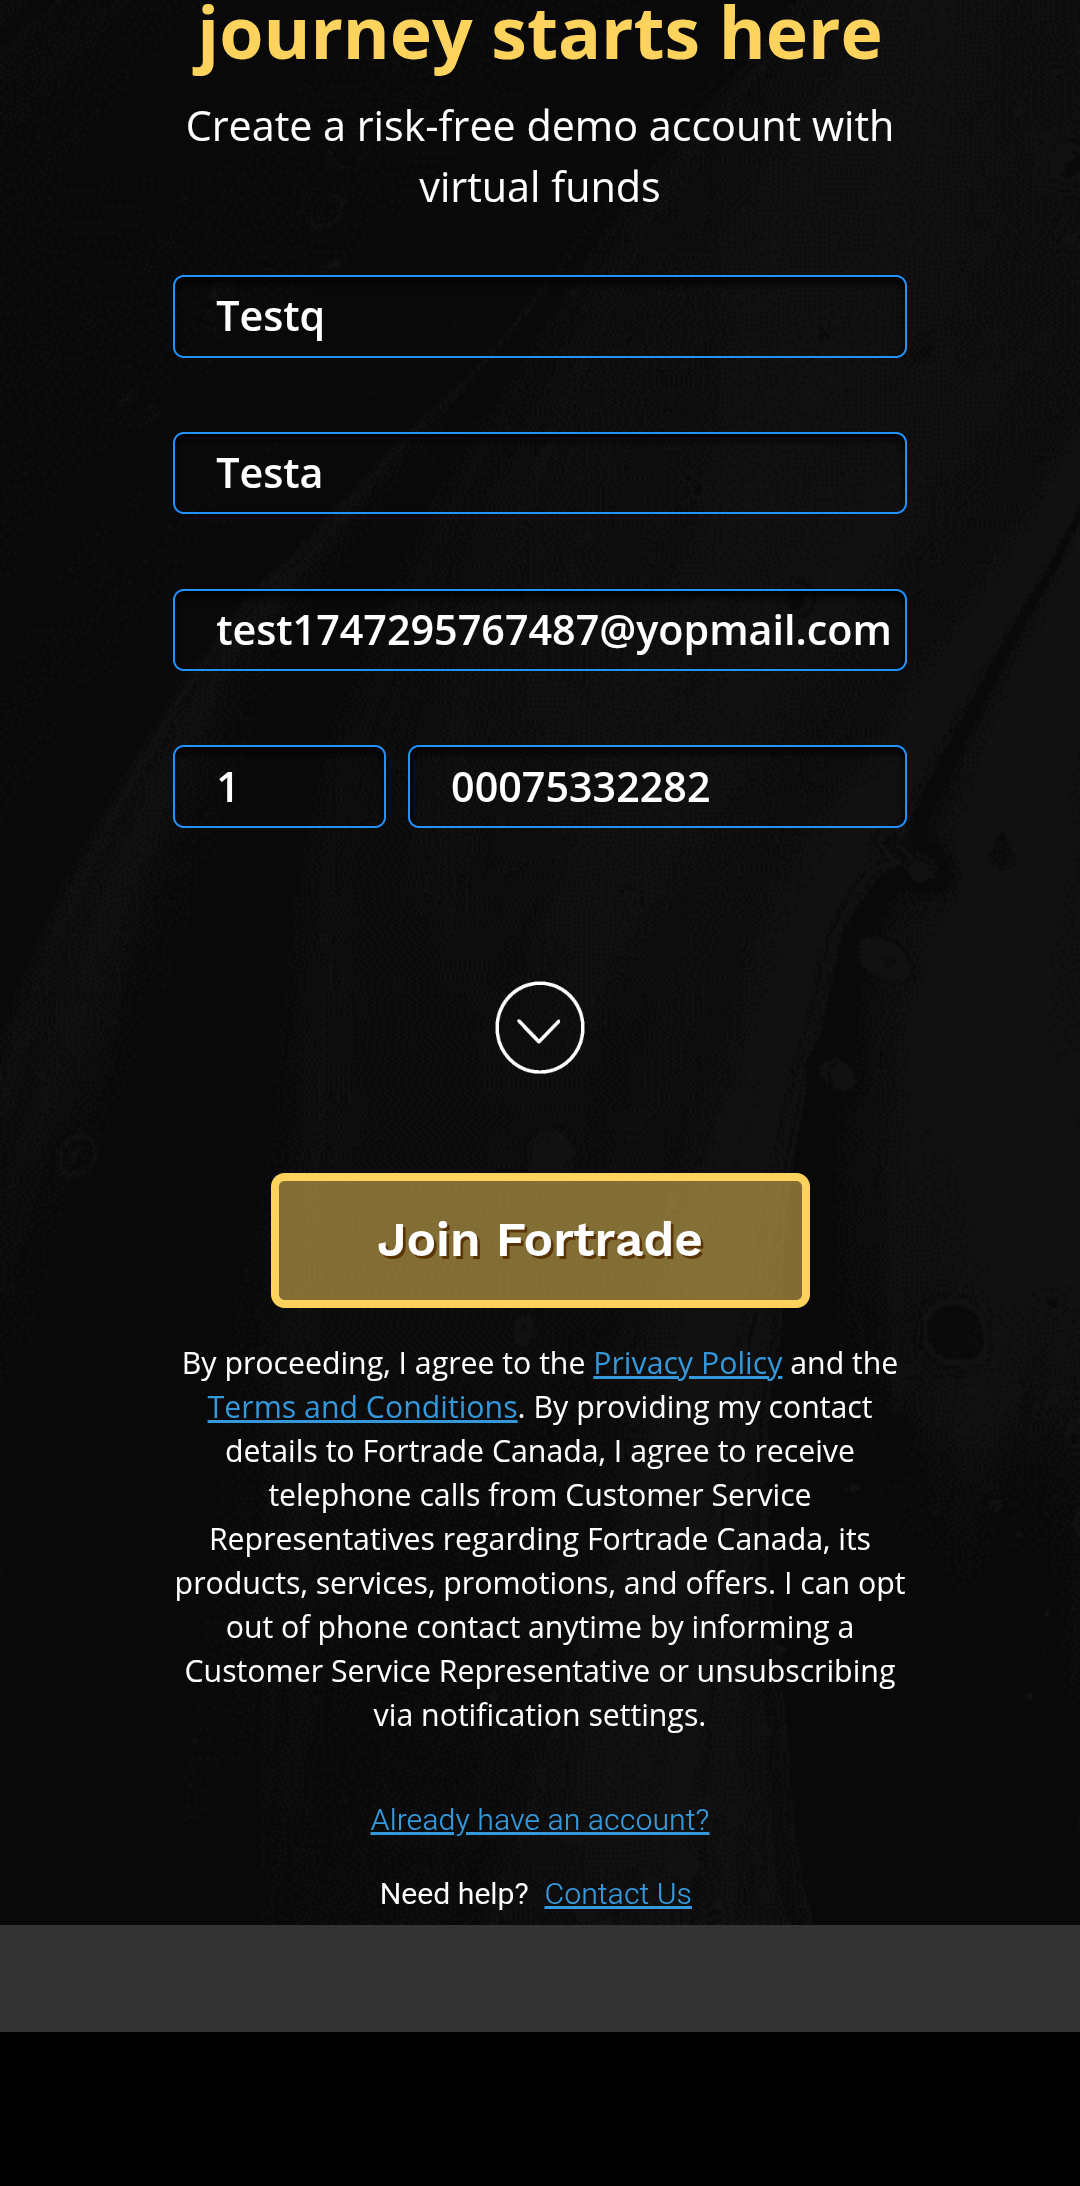 journey starts here
Create a risk-free demo account with
virtual funds
Testq
Testa
test1747295767487@yopmail.com
1 00075332282
Join Fortrade
By proceeding, I agree to the Privacy Policy and the
Terms and Conditions. By providing my contact
details to Fortrade Canada, I agree to receive
telephone calls from Customer Service
Representatives regarding Fortrade Canada, its
products, services, promotions, and offers. I can opt
out of phone contact anytime by informing a
Customer Service Representative or unsubscribing
via notification settings.
Already have an account?
Need help? Contact Us